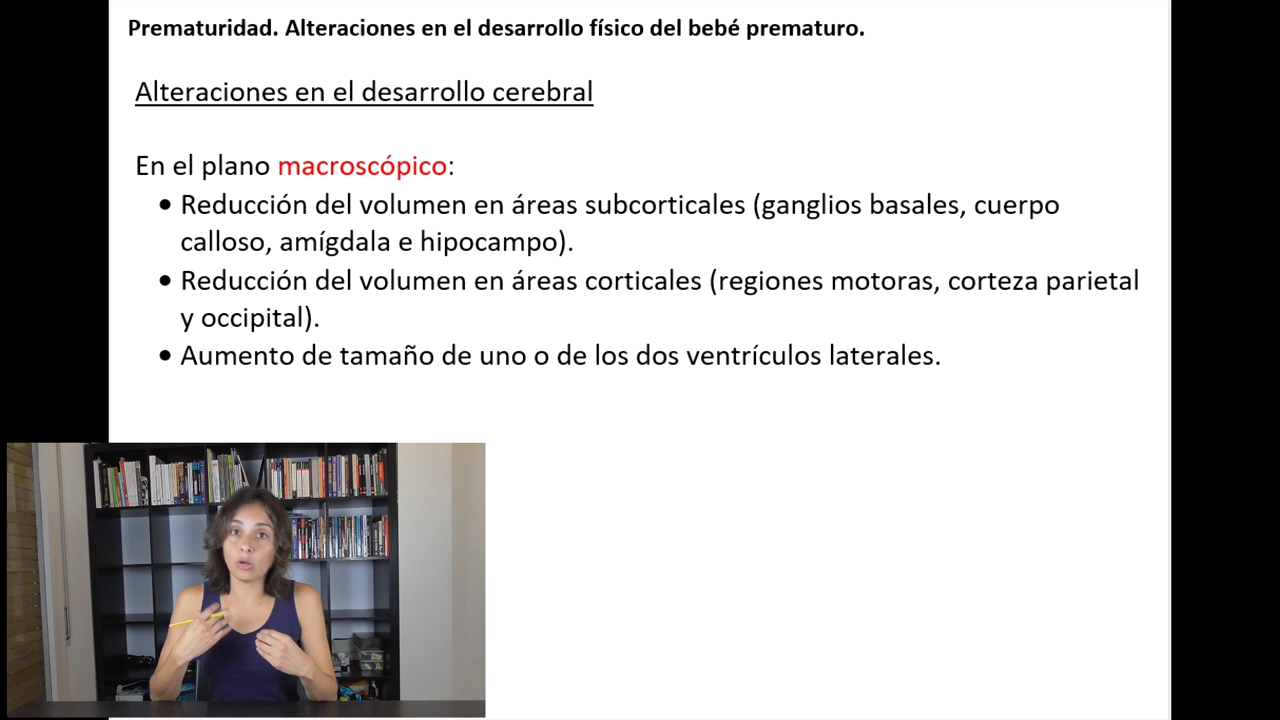 Prematuridad. Alteraciones en el desarrollo físico del bebé prematuro.
Alteraciones en el desarrollo cerebral
En el plano macroscópico:
• Reducción del volumen en áreas subcorticales (ganglios basales, cuerpo
calloso, amígdala e hipocampo).
• Reducción del volumen en áreas corticales (regiones motoras, corteza parietal
y occipital).
• Aumento de tamaño de uno o de los dos ventrículos laterales.